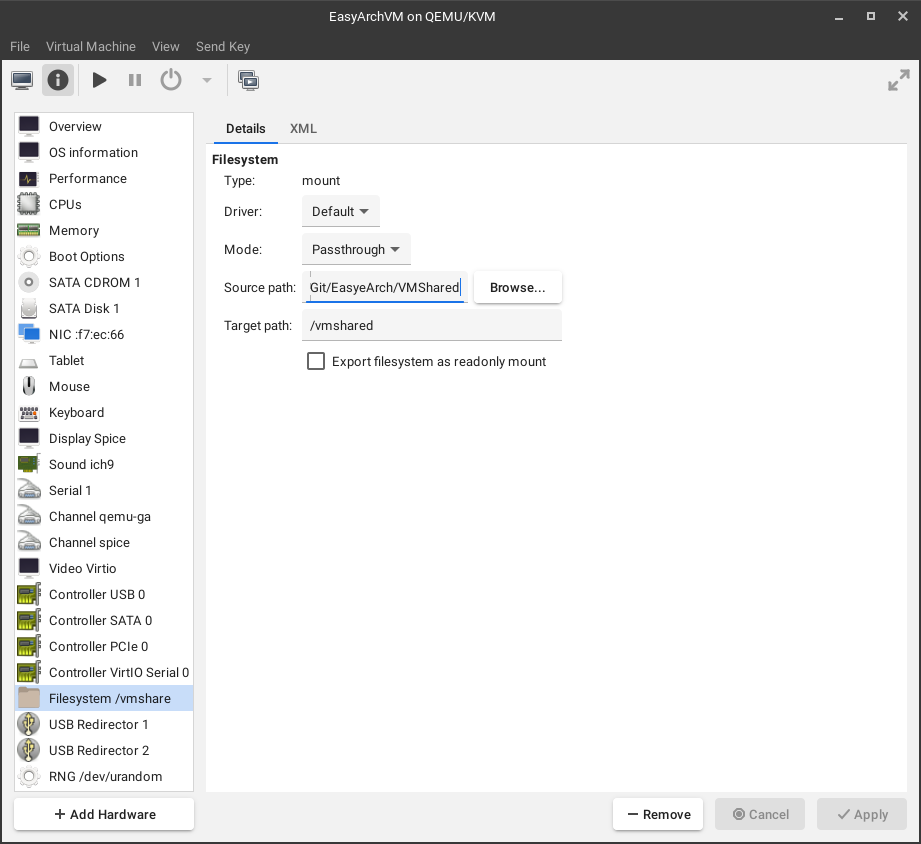 EasyArchVM on QEMU/KVM
File Virtual Machine View Send Key
Details XML
Overview
OS information
Performance
CPUs
Memory
Boot Options
SATA CDROM 1
SATA Disk 1
NIC :f7:ec:66
Tablet
Mouse
Keyboard
Display Spice
Sound ich9
Serial 1
Channel qemu-ga
Channel spice
Video Virtio
Controller USB 0
Controller SATA 0
Controller PCIe 0
Controller VirtIO Serial 0
Filesystem /vmshare
USB Redirector 1
USB Redirector 2
RNG /dev/urandom
Filesystem
Type: mount
Driver: Default
Mode: Passthrough
Source path: Git/EasyeArch/VMShared Browse...
Target path: /vmshared
Export filesystem as readonly mount
Add Hardware Remove Cancel Apply